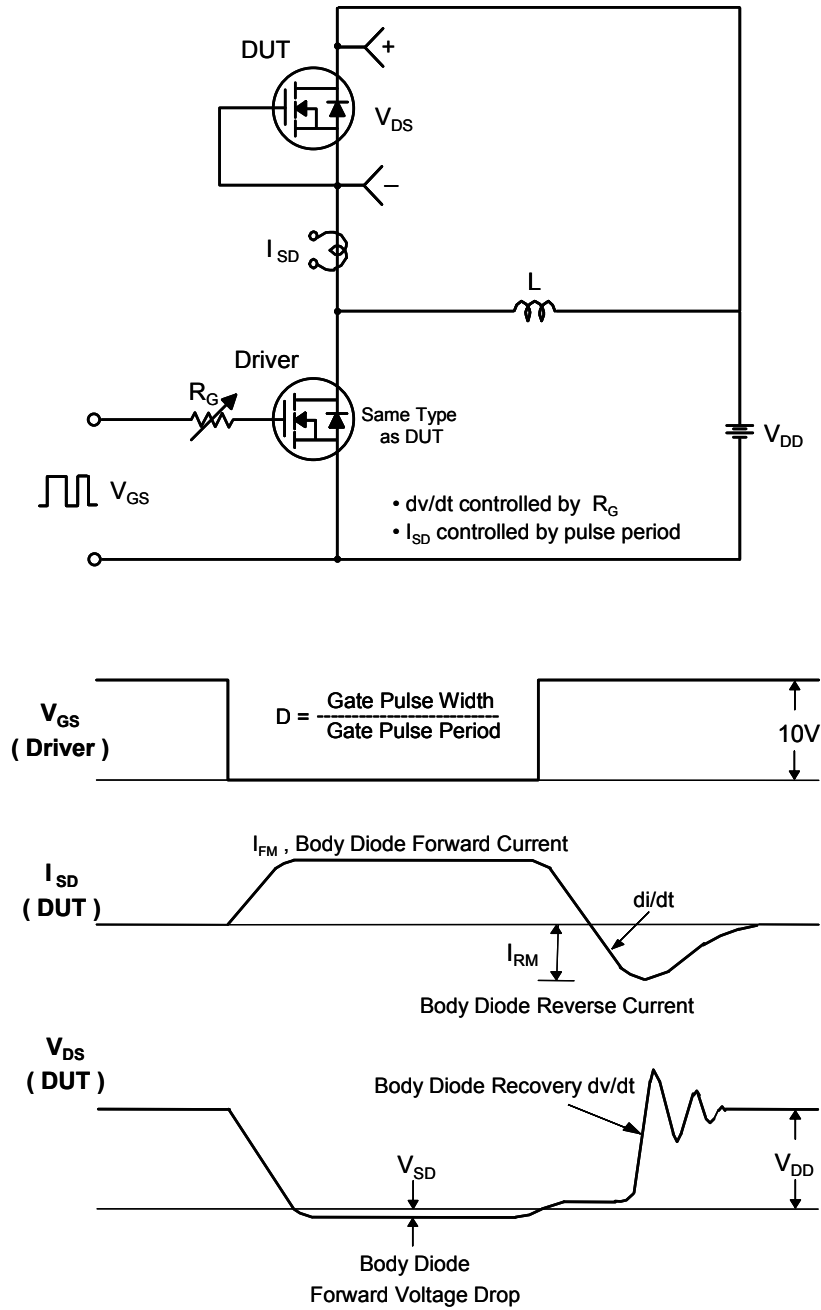 DUT
+
V_DS
–
I_SD
L
Driver
R_G
Same Type
as DUT
V_DD
V_GS
• dv/dt controlled by R_G
• I_SD controlled by pulse period
V_GS
( Driver )
D = Gate Pulse Width
Gate Pulse Period
10V
I_FM , Body Diode Forward Current
I_SD
( DUT )
di/dt
I_RM
Body Diode Reverse Current
V_DS
( DUT )
Body Diode Recovery dv/dt
V_SD
V_DD
Body Diode
Forward Voltage Drop